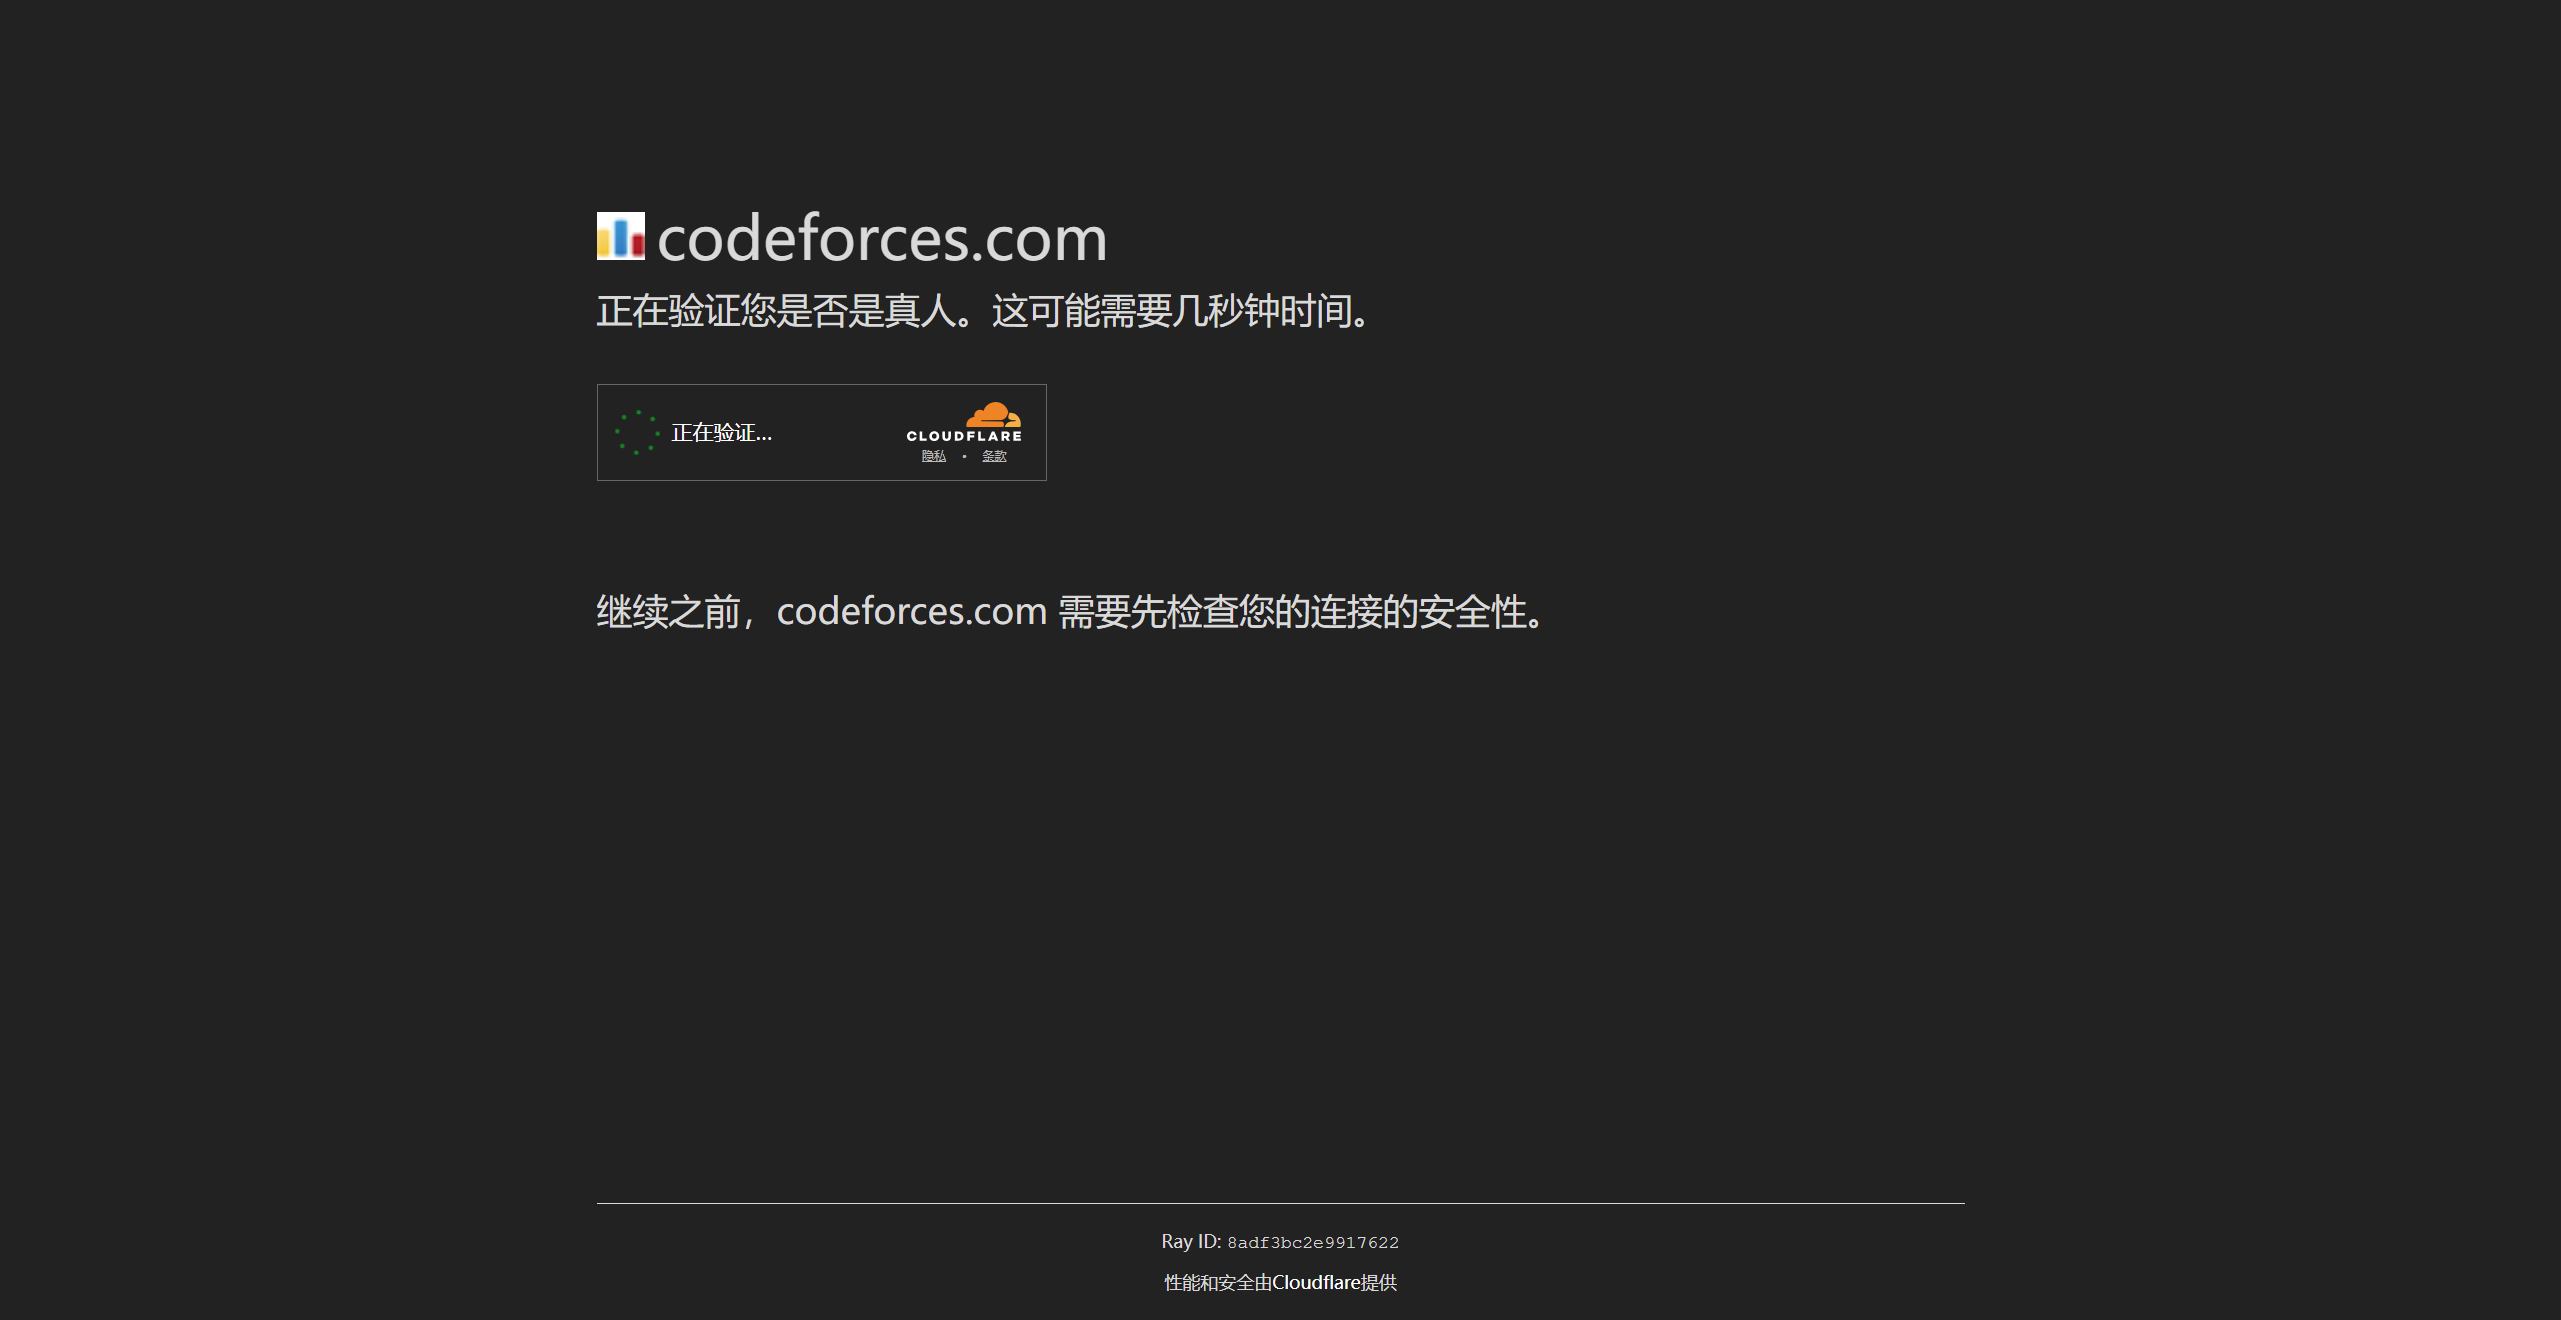 codeforces.com
正在验证您是否是真人。这可能需要几秒钟时间。
正在验证...
CLOUDFLARE
隐私 • 条款
继续之前，codeforces.com 需要先检查您的连接的安全性。
Ray ID: 8adf3bc2e9917622
性能和安全由Cloudflare提供